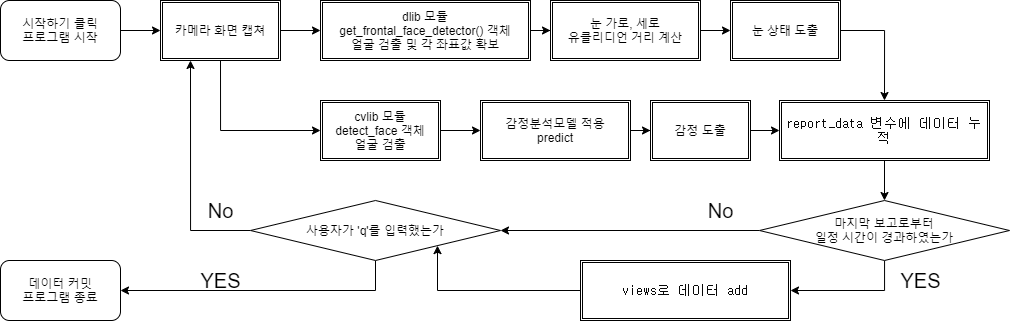 시작하기 클릭
프로그램 시작
카메라 화면 캡쳐
dlib 모듈
get_frontal_face_detector() 객체
얼굴 검출 및 각 좌표값 확보
눈 가로, 세로
유클리디언 거리 계산
눈 상태 도출
cvlib 모듈
detect_face 객체
얼굴 검출
감정분석모델 적용
predict
감정 도출
report_data 변수에 데이터 누
적
No
사용자가 'q'를 입력했는가
No
마지막 보고로부터
일정 시간이 경과하였는가
데이터 커밋
프로그램 종료
YES
views로 데이터 add
YES